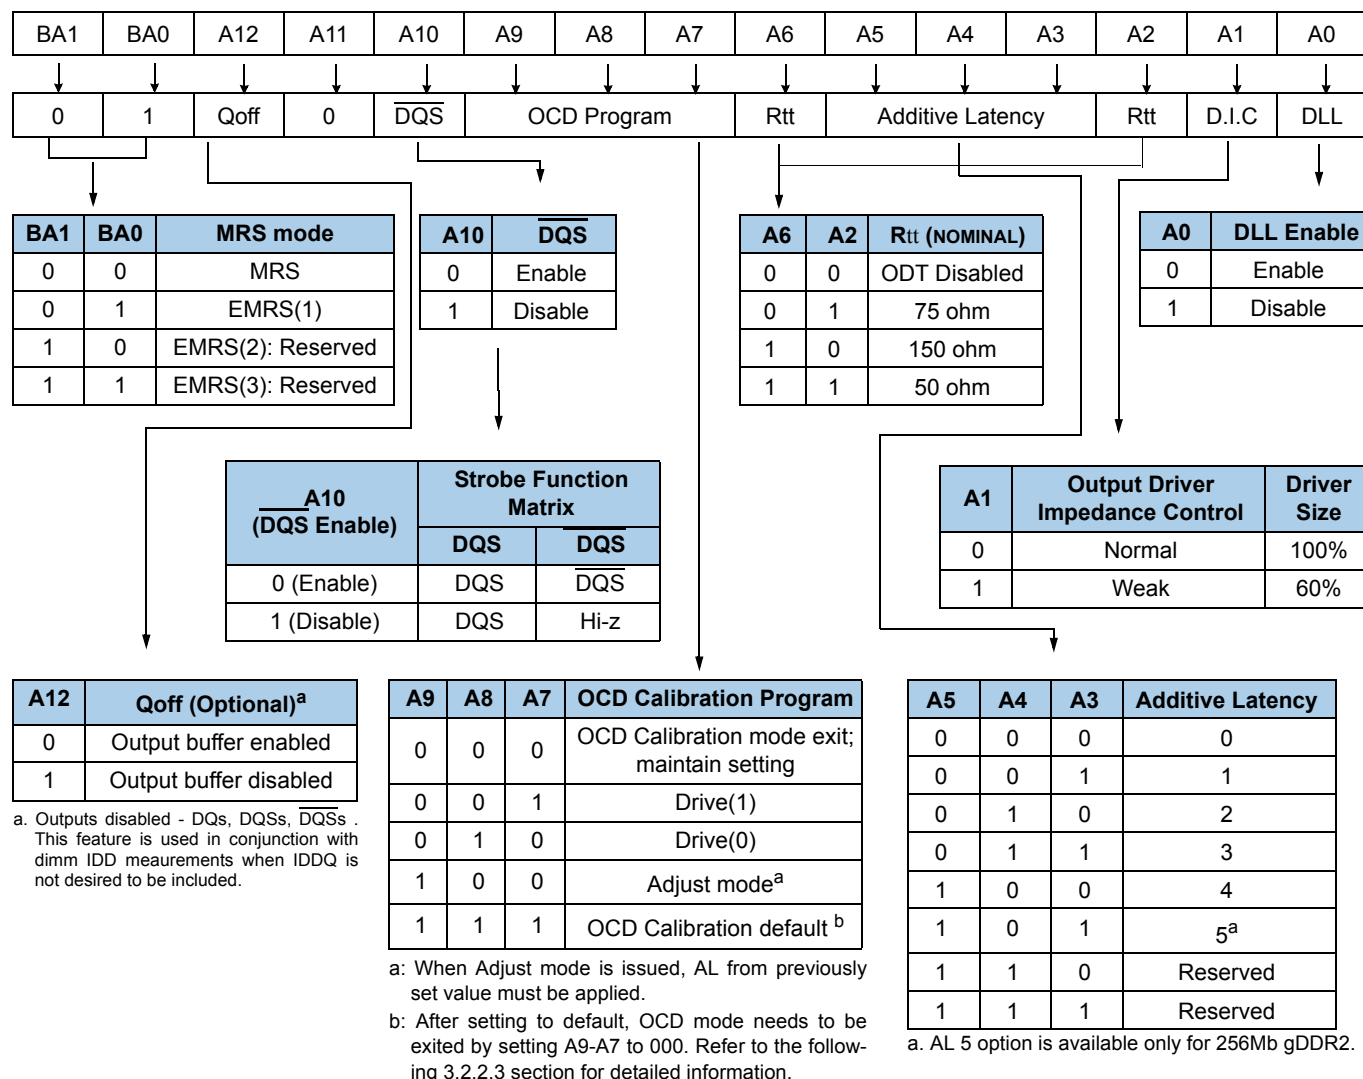 BA1 BA0 A12 A11 A10 A9 A8 A7 A6 A5 A4 A3 A2 A1 A0
0 1 Qoff 0 D̅Q̅S̅ OCD Program Rtt Additive Latency Rtt D.I.C DLL
BA1 BA0 MRS mode
0 0 MRS
0 1 EMRS(1)
1 0 EMRS(2): Reserved
1 1 EMRS(3): Reserved
A10 D̅Q̅S̅
0 Enable
1 Disable
A6 A2 Rtt (NOMINAL)
0 0 ODT Disabled
0 1 75 ohm
1 0 150 ohm
1 1 50 ohm
A0 DLL Enable
0 Enable
1 Disable
A10
(D̅Q̅S̅ Enable)
Strobe Function
Matrix
DQS D̅Q̅S̅
0 (Enable) DQS D̅Q̅S̅
1 (Disable) DQS Hi-z
A1
Output Driver
Impedance Control
Driver
Size
0 Normal 100%
1 Weak 60%
A12 Qoff (Optional)a
0 Output buffer enabled
1 Output buffer disabled
a. Outputs disabled - DQs, DQSs, D̅Q̅S̅s .
This feature is used in conjunction with
dimm IDD meaurements when IDDQ is
not desired to be included.
A9 A8 A7 OCD Calibration Program
0 0 0 OCD Calibration mode exit;
maintain setting
0 0 1 Drive(1)
0 1 0 Drive(0)
1 0 0 Adjust modea
1 1 1 OCD Calibration default b
a: When Adjust mode is issued, AL from previously
set value must be applied.
b: After setting to default, OCD mode needs to be
exited by setting A9-A7 to 000. Refer to the follow-
ing 3.2.2.3 section for detailed information.
A5 A4 A3 Additive Latency
0 0 0 0
0 0 1 1
0 1 0 2
0 1 1 3
1 0 0 4
1 0 1 5a
1 1 0 Reserved
1 1 1 Reserved
a. AL 5 option is available only for 256Mb gDDR2.